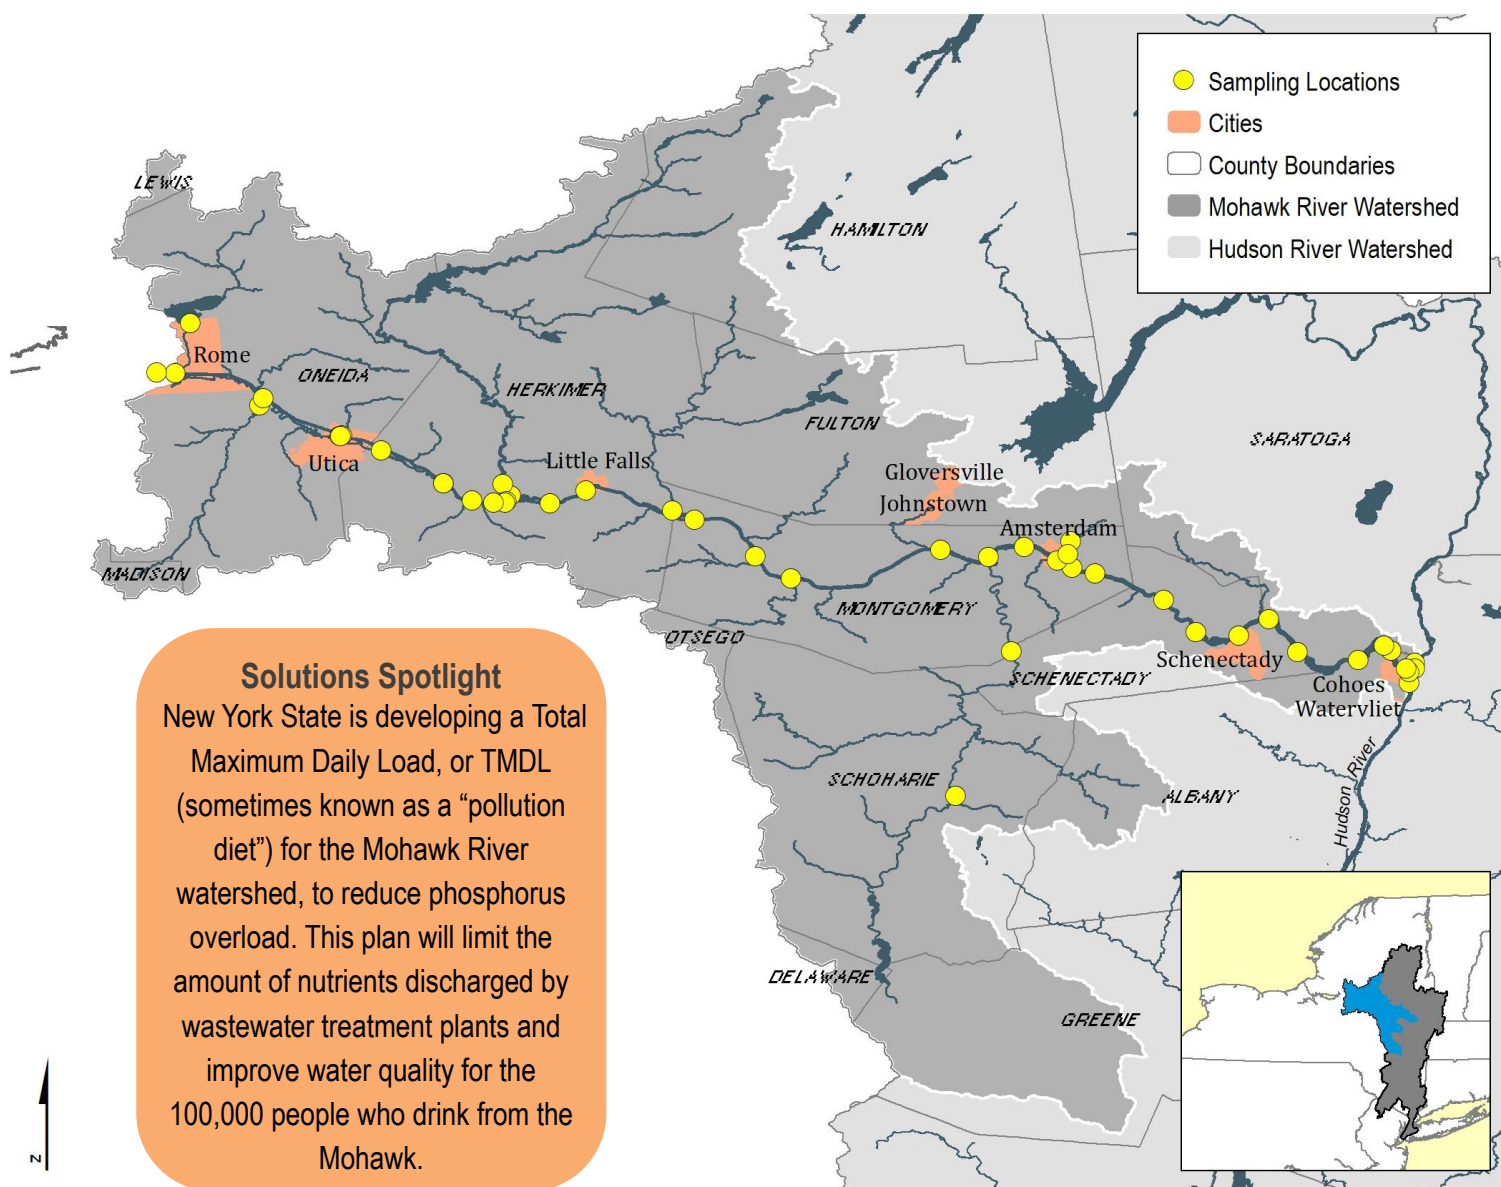 Sampling Locations
Cities
County Boundaries
Mohawk River Watershed
Hudson River Watershed
LEWIS
HAMILTON
Rome
ONEIDA
HERKIMER
FULTON
SARATOGA
Utica
Little Falls
Gloversville
Johnstown
Amsterdam
MADISON
MONTGOMERY
OTSEGO
Schenectady
SCHENECTADY
Cohoes
Watervliet
SCHOHARIE
ALBANY
Hudson River
DELAWARE
GREENE
Solutions Spotlight
New York State is developing a Total
Maximum Daily Load, or TMDL
(sometimes known as a “pollution
diet”) for the Mohawk River
watershed, to reduce phosphorus
overload. This plan will limit the
amount of nutrients discharged by
wastewater treatment plants and
improve water quality for the
100,000 people who drink from the
Mohawk.
N